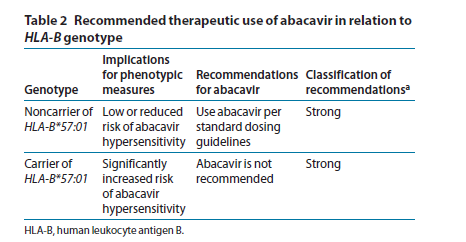 Table 2 Recommended therapeutic use of abacavir in relation to
HLA-B genotype
Genotype
Implications
for phenotypic
measures
Recommendations
for abacavir
Classification of
recommendationsa
Noncarrier of
HLA-B*57:01
Low or reduced
risk of abacavir
hypersensitivity
Use abacavir per
standard dosing
guidelines
Strong
Carrier of
HLA-B*57:01
Significantly
increased risk
of abacavir
hypersensitivity
Abacavir is not
recommended
Strong
HLA-B, human leukocyte antigen B.